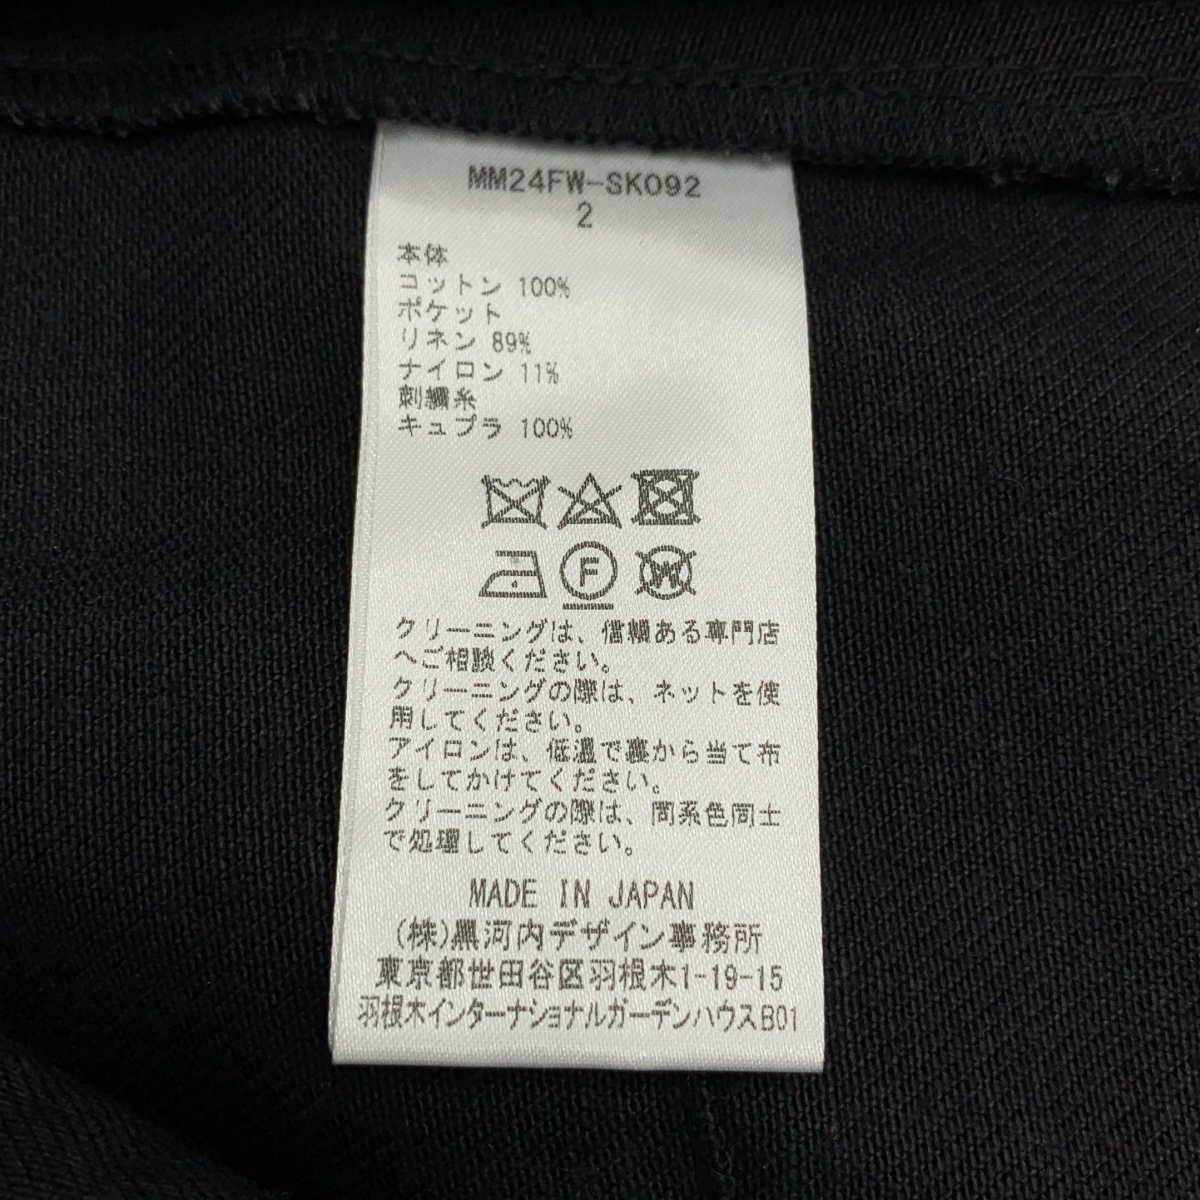 MM24FW-SK092
2
本体
コットン 100%
ポケット
リネン 89%
ナイロン 11%
刺繍糸
キュプラ 100%
F
W
クリーニングは、信頼ある専門店
へご相談ください。
クリーニングの際は、ネットを使
用してください。
アイロンは、低温で裏から当て布
をしてかけてください。
クリーニングの際は、同系色同士
で処理してください。
MADE IN JAPAN
(株)黒河内デザイン事務所
東京都世田谷区羽根木1-19-15
羽根木インターナショナルガーデンハウスB01